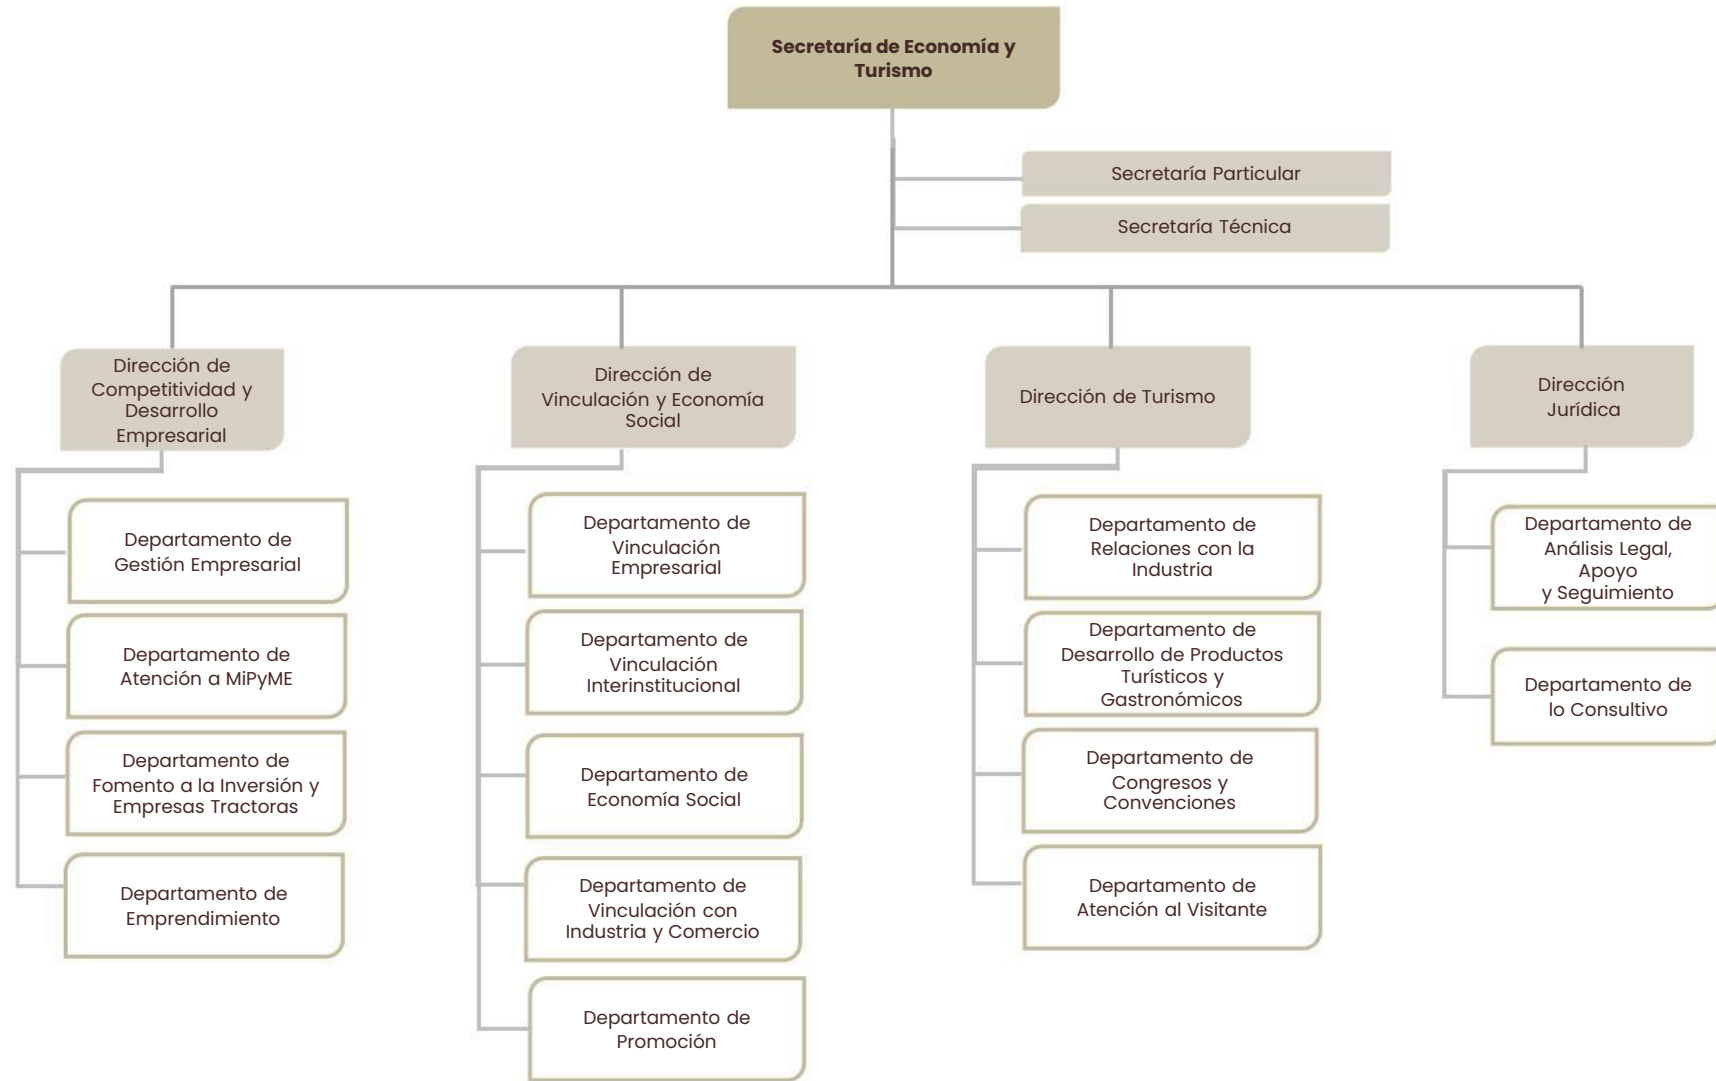 Secretaría de Economía y
Turismo
Secretaría Particular
Secretaría Técnica
Dirección de
Competitividad y
Desarrollo
Empresarial
Departamento de
Gestión Empresarial
Departamento de
Atención a MiPyME
Departamento de
Fomento a la Inversión y
Empresas Tractoras
Departamento de
Emprendimiento
Dirección de
Vinculación y Economía
Social
Departamento de
Vinculación
Empresarial
Departamento de
Vinculación
Interinstitucional
Departamento de
Economía Social
Departamento de
Vinculación con
Industria y Comercio
Departamento de
Promoción
Dirección de Turismo
Departamento de
Relaciones con la
Industria
Departamento de
Desarrollo de Productos
Turísticos y
Gastronómicos
Departamento de
Congresos y
Convenciones
Departamento de
Atención al Visitante
Dirección
Jurídica
Departamento de
Análisis Legal,
Apoyo
y Seguimiento
Departamento de
lo Consultivo